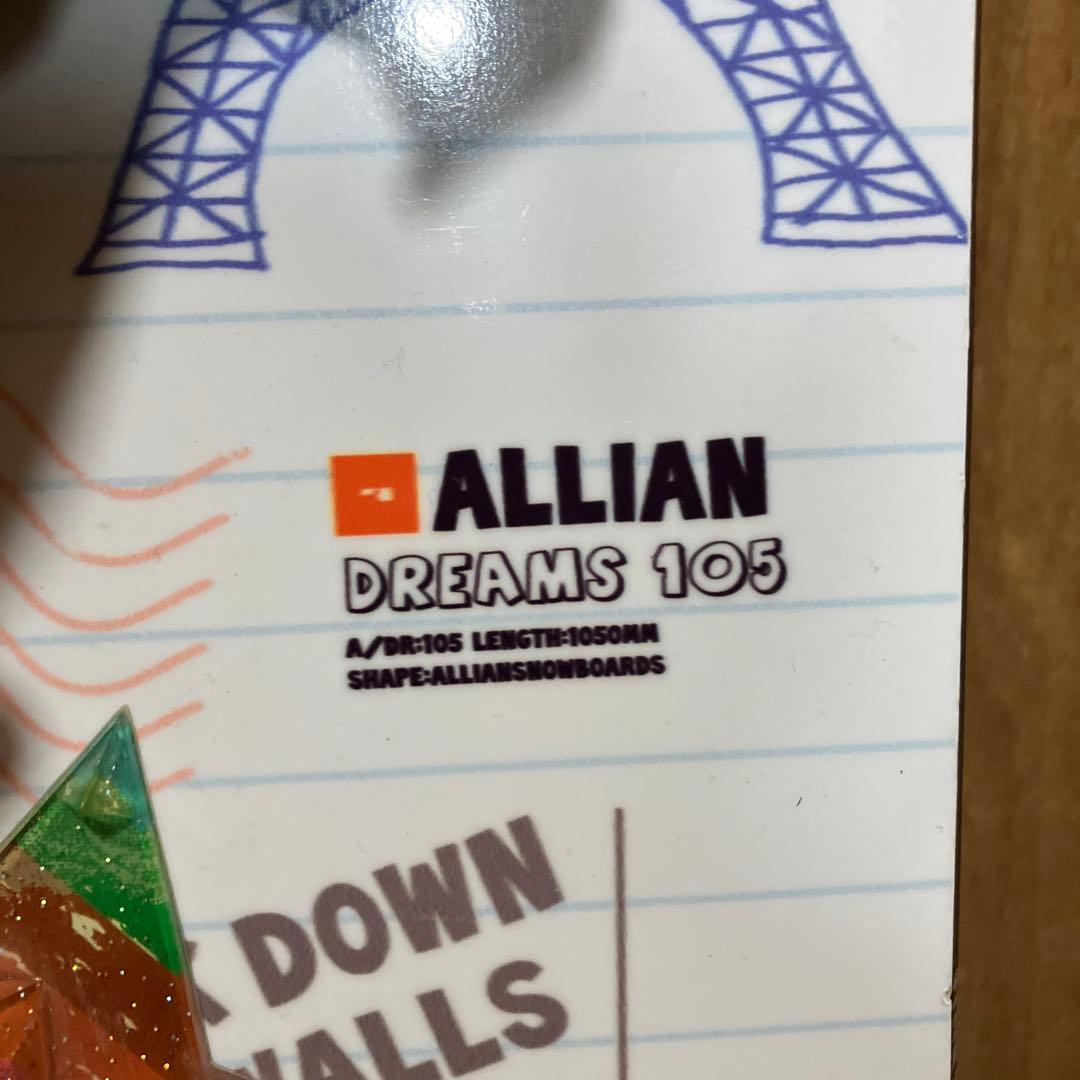 ALLIAN
DREAMS 105
A/DR:105 LENGTH:1050MM
SHAPE:ALLIANSNOWBOARDS
DOWN